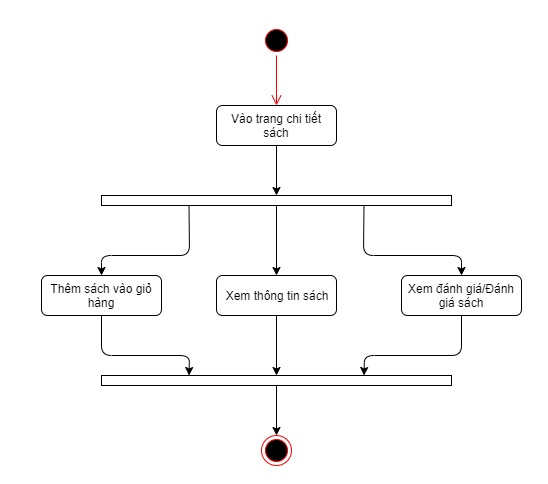 Vào trang chi tiết
sách
Thêm sách vào giỏ
hàng
Xem thông tin sách
Xem đánh giá/Đánh
giá sách